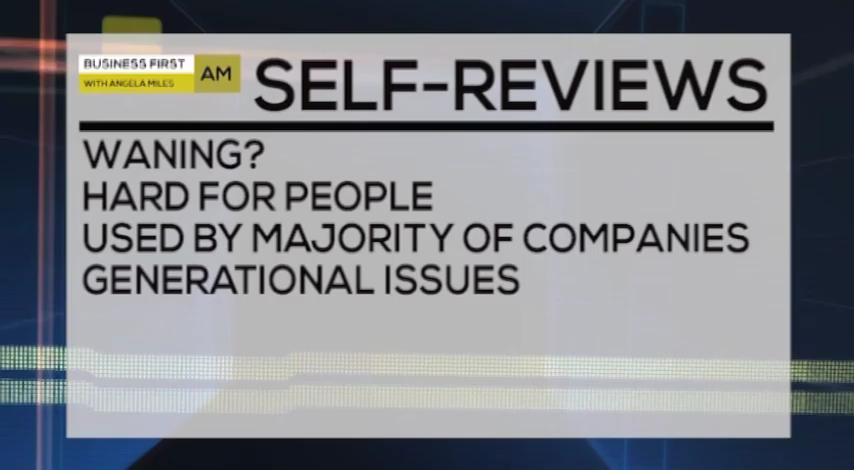 BUSINESS FIRST
WITH ANGELA MILES
AM
SELF-REVIEWS
WANING?
HARD FOR PEOPLE
USED BY MAJORITY OF COMPANIES
GENERATIONAL ISSUES